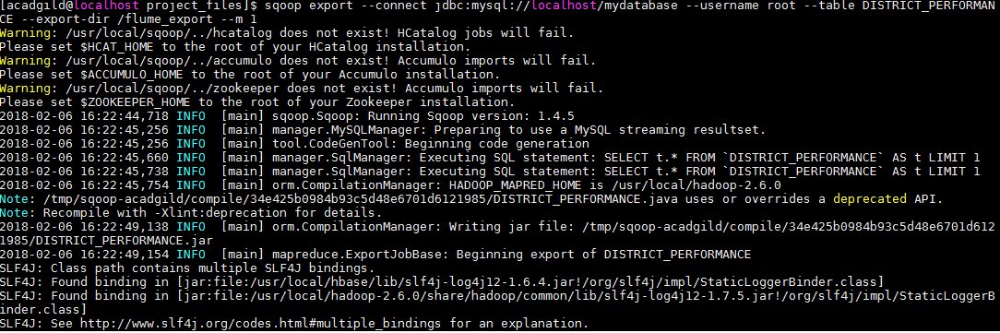 [acadgild@localhost project_files]$ sqoop export --connect jdbc:mysql://localhost/mydatabase --username root --table DISTRICT_PERFORMAN
CE --export-dir /flume_export --m 1
Warning: /usr/local/sqoop/../hcatalog does not exist! HCatalog jobs will fail.
Please set $HCAT_HOME to the root of your HCatalog installation.
Warning: /usr/local/sqoop/../accumulo does not exist! Accumulo imports will fail.
Please set $ACCUMULO_HOME to the root of your Accumulo installation.
Warning: /usr/local/sqoop/../zookeeper does not exist! Accumulo imports will fail.
Please set $ZOOKEEPER_HOME to the root of your Zookeeper installation.
2018-02-06 16:22:44,718 INFO  [main] sqoop.Sqoop: Running Sqoop version: 1.4.5
2018-02-06 16:22:45,256 INFO  [main] manager.MySQLManager: Preparing to use a MySQL streaming resultset.
2018-02-06 16:22:45,256 INFO  [main] tool.CodeGenTool: Beginning code generation
2018-02-06 16:22:45,660 INFO  [main] manager.SqlManager: Executing SQL statement: SELECT t.* FROM `DISTRICT_PERFORMANCE` AS t LIMIT 1
2018-02-06 16:22:45,738 INFO  [main] manager.SqlManager: Executing SQL statement: SELECT t.* FROM `DISTRICT_PERFORMANCE` AS t LIMIT 1
2018-02-06 16:22:45,754 INFO  [main] orm.CompilationManager: HADOOP_MAPRED_HOME is /usr/local/hadoop-2.6.0
Note: /tmp/sqoop-acadgild/compile/34e425b0984b93c5d48e6701d6121985/DISTRICT_PERFORMANCE.java uses or overrides a deprecated API.
Note: Recompile with -Xlint:deprecation for details.
2018-02-06 16:22:49,138 INFO  [main] orm.CompilationManager: Writing jar file: /tmp/sqoop-acadgild/compile/34e425b0984b93c5d48e6701d612
1985/DISTRICT_PERFORMANCE.jar
2018-02-06 16:22:49,154 INFO  [main] mapreduce.ExportJobBase: Beginning export of DISTRICT_PERFORMANCE
SLF4J: Class path contains multiple SLF4J bindings.
SLF4J: Found binding in [jar:file:/usr/local/hbase/lib/slf4j-log4j12-1.6.4.jar!/org/slf4j/impl/StaticLoggerBinder.class]
SLF4J: Found binding in [jar:file:/usr/local/hadoop-2.6.0/share/hadoop/common/lib/slf4j-log4j12-1.7.5.jar!/org/slf4j/impl/StaticLoggerB
inder.class]
SLF4J: See http://www.slf4j.org/codes.html#multiple_bindings for an explanation.